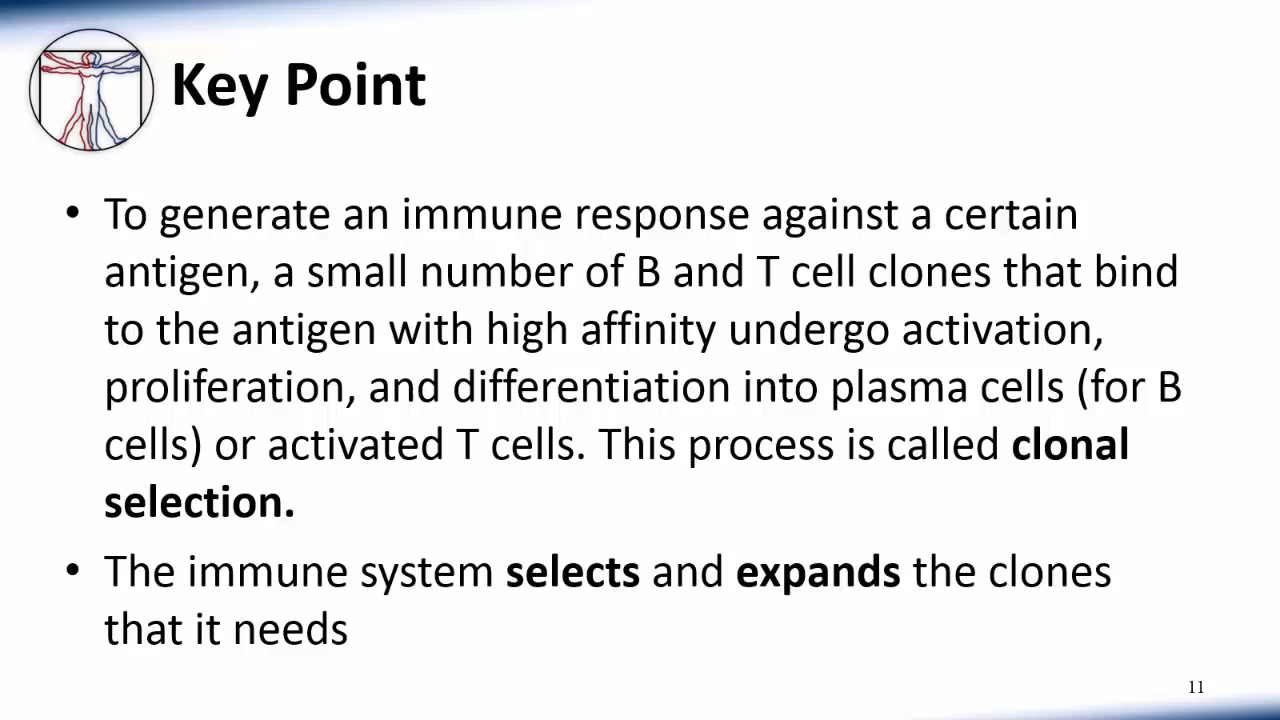 Key Point
• To generate an immune response against a certain
antigen, a small number of B and T cell clones that bind
to the antigen with high affinity undergo activation,
proliferation, and differentiation into plasma cells (for B
cells) or activated T cells. This process is called clonal
selection.
• The immune system selects and expands the clones
that it needs
11